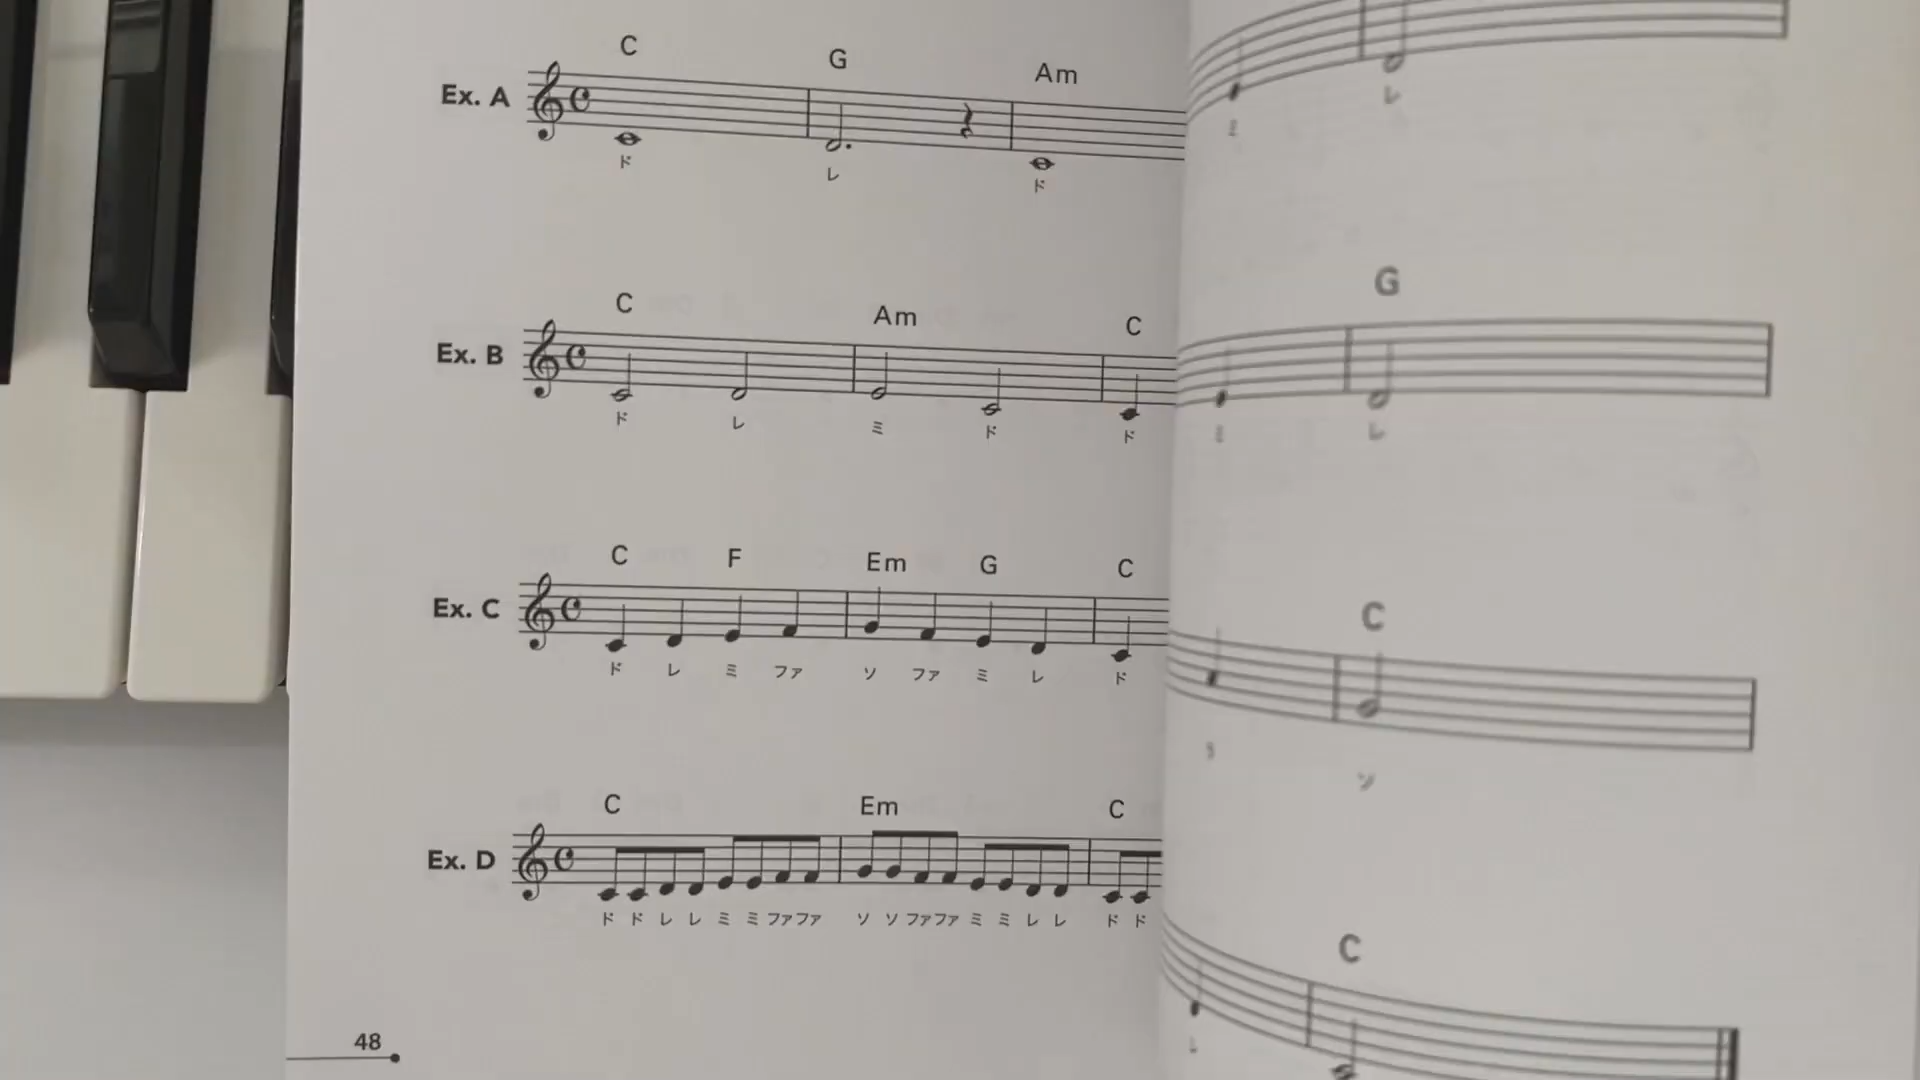 C G Am
Ex. A
ド レ ド
C Am C
Ex. B
ド レ ミ ド ド
C F Em G C
Ex. C
ド レ ミ ファ ソ ファ ミ レ ド
C Em C
Ex. D
ド ド レ レ ミ ミ ファ ファ ソ ソ ファ ファ ミ ミ レ レ ド ド
48
レ
G
レ
C
ソ
C